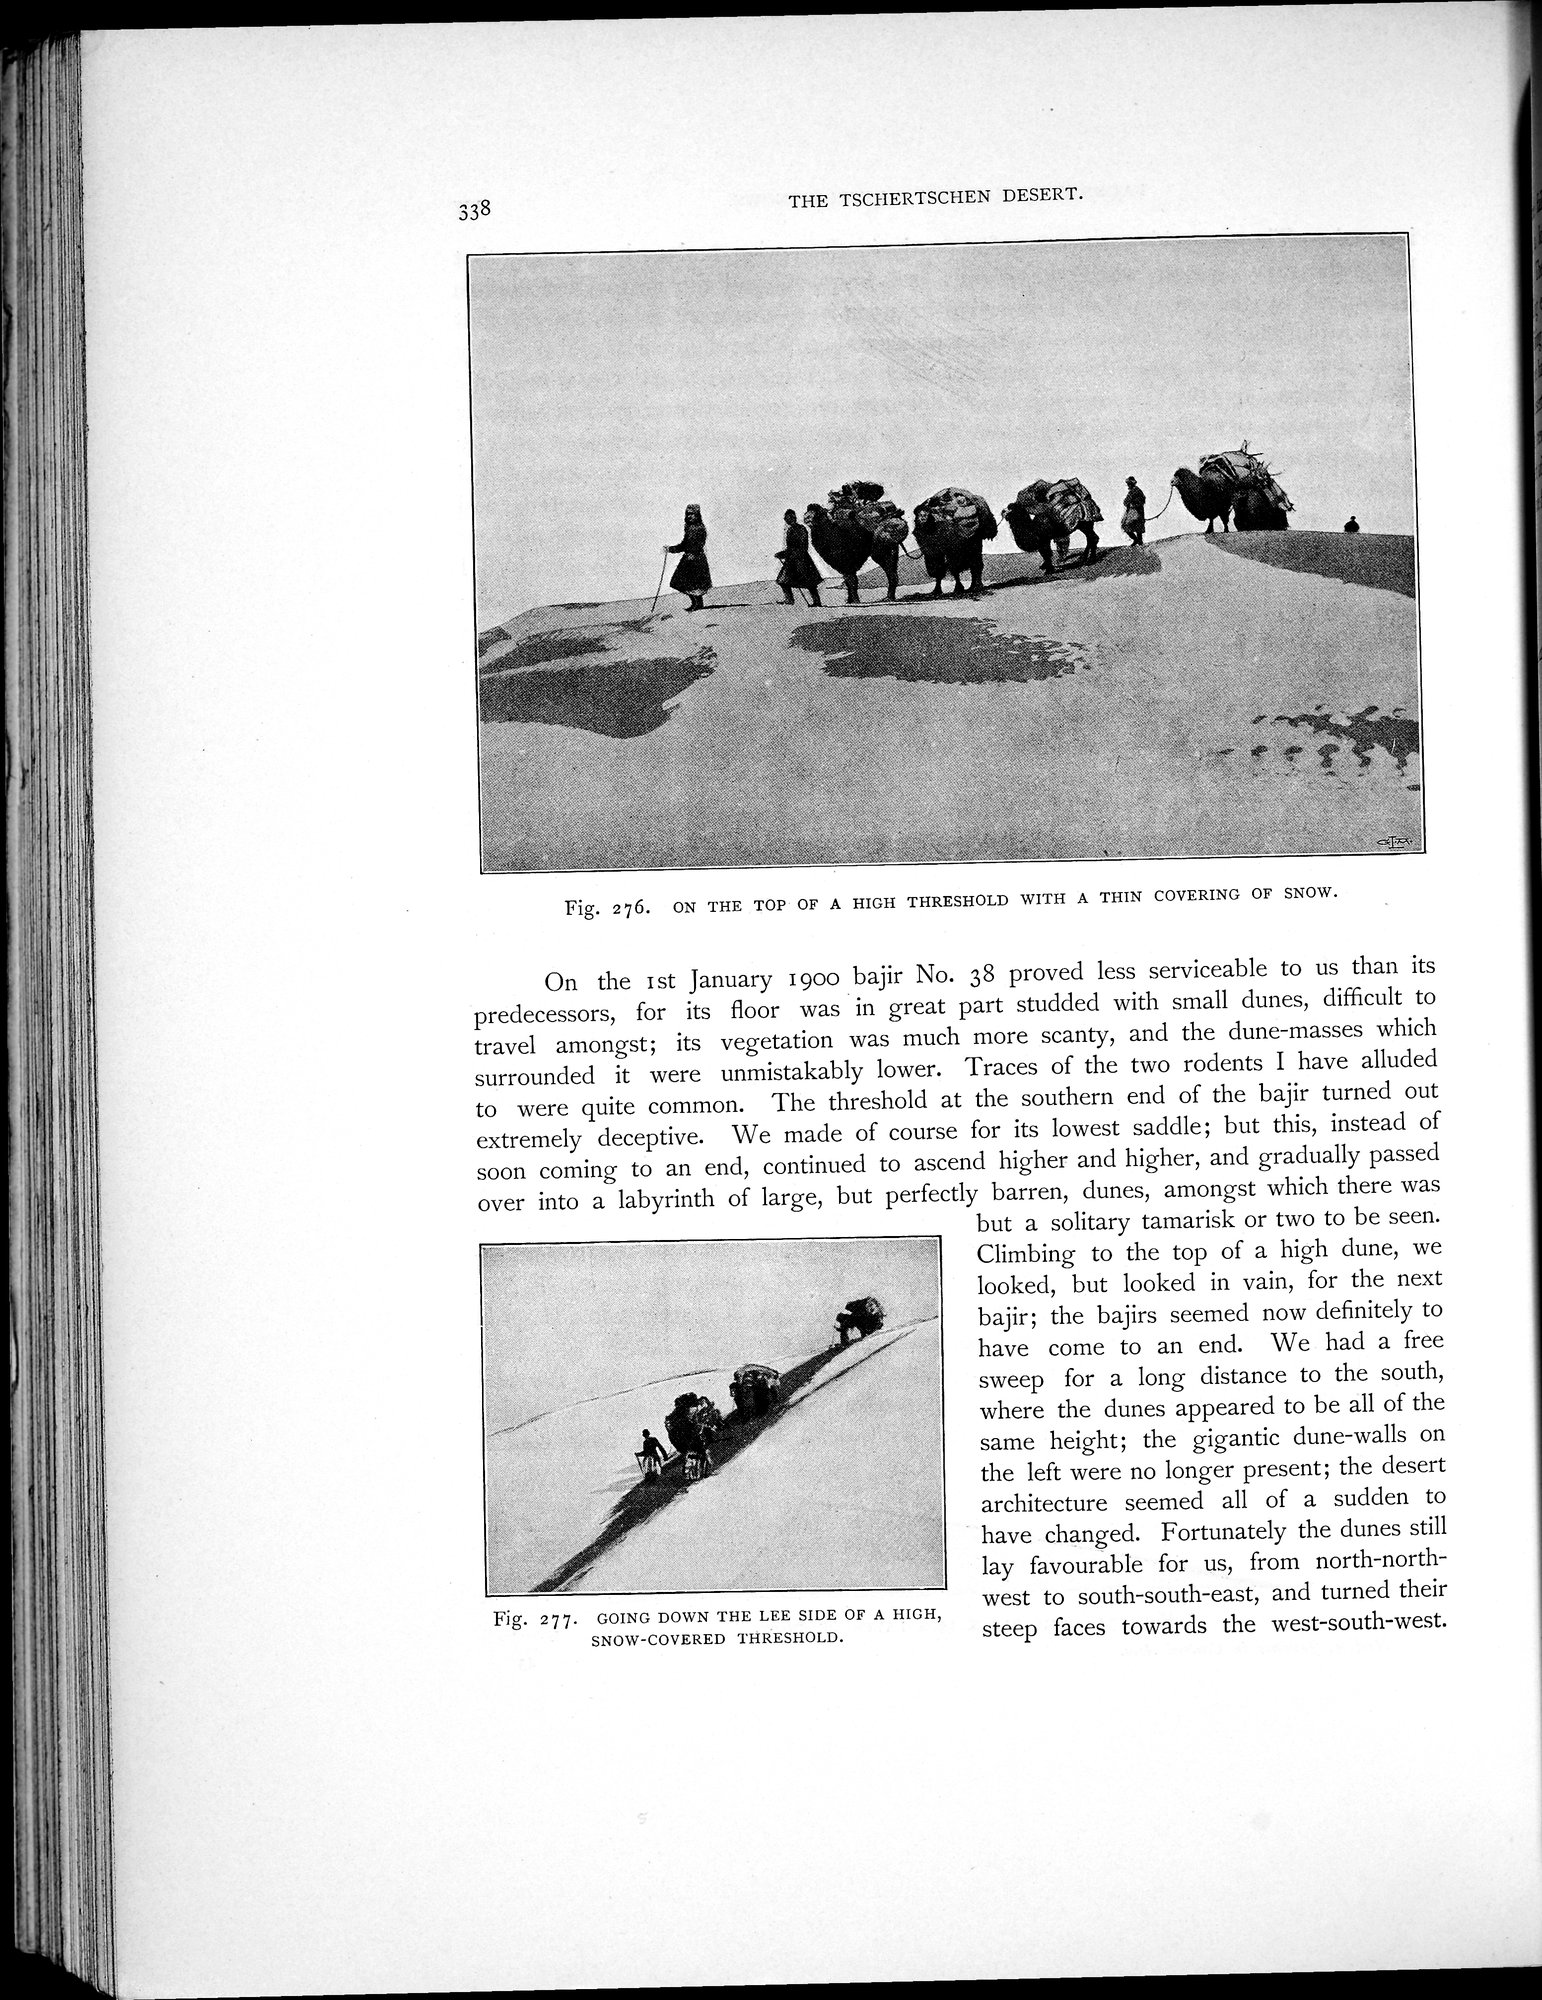 338
THE TSCHERTSCHEN DESERT.
Fig. 276. ON THE TOP OF A HIGH THRESHOLD WITH A THIN COVERING OF SNOW.
On the 1st January 1900 bajir No. 38 proved less serviceable to us than its
predecessors, for its floor was in great part studded with small dunes, difficult to
travel amongst; its vegetation was much more scanty, and the dune-masses which
surrounded it were unmistakably lower. Traces of the two rodents I have alluded
to were quite common. The threshold at the southern end of the bajir turned out
extremely deceptive. We made of course for its lowest saddle; but this, instead of
soon coming to an end, continued to ascend higher and higher, and gradually passed
over into a labyrinth of large, but perfectly barren, dunes, amongst which there was
but a solitary tamarisk or two to be seen.
Climbing to the top of a high dune, we
looked, but looked in vain, for the next
bajir; the bajirs seemed now definitely to
have come to an end. We had a free
sweep for a long distance to the south,
where the dunes appeared to be all of the
same height; the gigantic dune-walls on
the left were no longer present; the desert
architecture seemed all of a sudden to
have changed. Fortunately the dunes still
lay favourable for us, from north-north-
west to south-south-east, and turned their
steep faces towards the west-south-west.
Fig. 277. GOING DOWN THE LEE SIDE OF A HIGH,
SNOW-COVERED THRESHOLD.